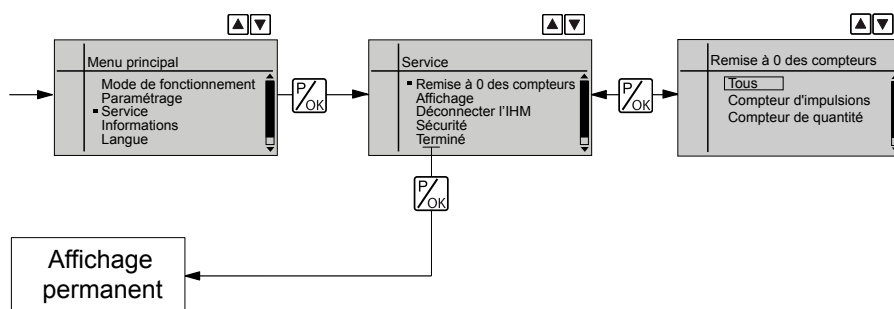 Menu principal
Mode de fonctionnement
Paramétrage
Service
Informations
Langue
P/OK
Service
Remise à 0 des compteurs
Affichage
Déconnecter l'IHM
Sécurité
Terminé
P/OK
Remise à 0 des compteurs
Tous
Compteur d'impulsions
Compteur de quantité
P/OK
Affichage
permanent